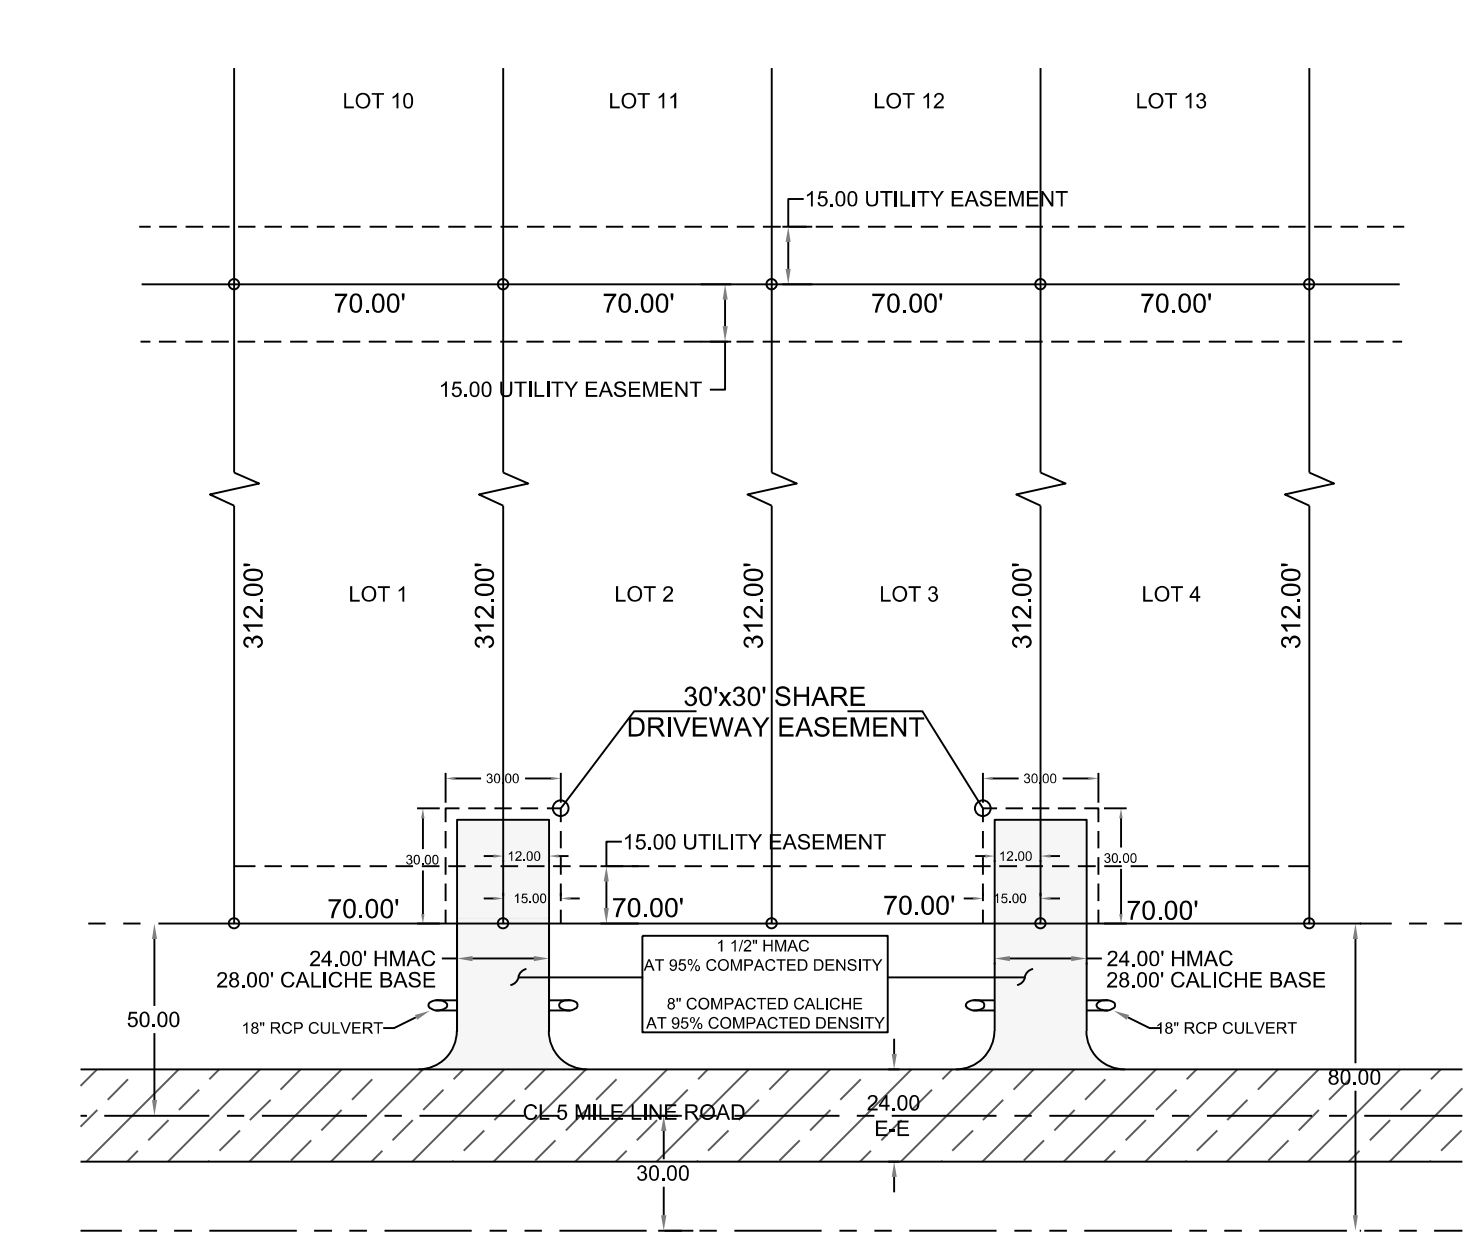 LOT 10
LOT 11
LOT 12
LOT 13
15.00 UTILITY EASEMENT
70.00'
70.00'
70.00'
70.00'
15.00 UTILITY EASEMENT
312.00'
LOT 1
312.00'
LOT 2
312.00'
LOT 3
312.00'
LOT 4
312.00'
30'x30' SHARE
DRIVEWAY EASEMENT
30.00
30.00
30.00
12.00
15.00 UTILITY EASEMENT
12.00
30.00
15.00
15.00
70.00'
70.00'
70.00'
70.00'
24.00' HMAC
28.00' CALICHE BASE
1 1/2" HMAC
AT 95% COMPACTED DENSITY
8" COMPACTED CALICHE
AT 95% COMPACTED DENSITY
24.00' HMAC
28.00' CALICHE BASE
50.00
18" RCP CULVERT
18" RCP CULVERT
80.00
CL 5 MILE LINE ROAD
24.00
E-E
30.00